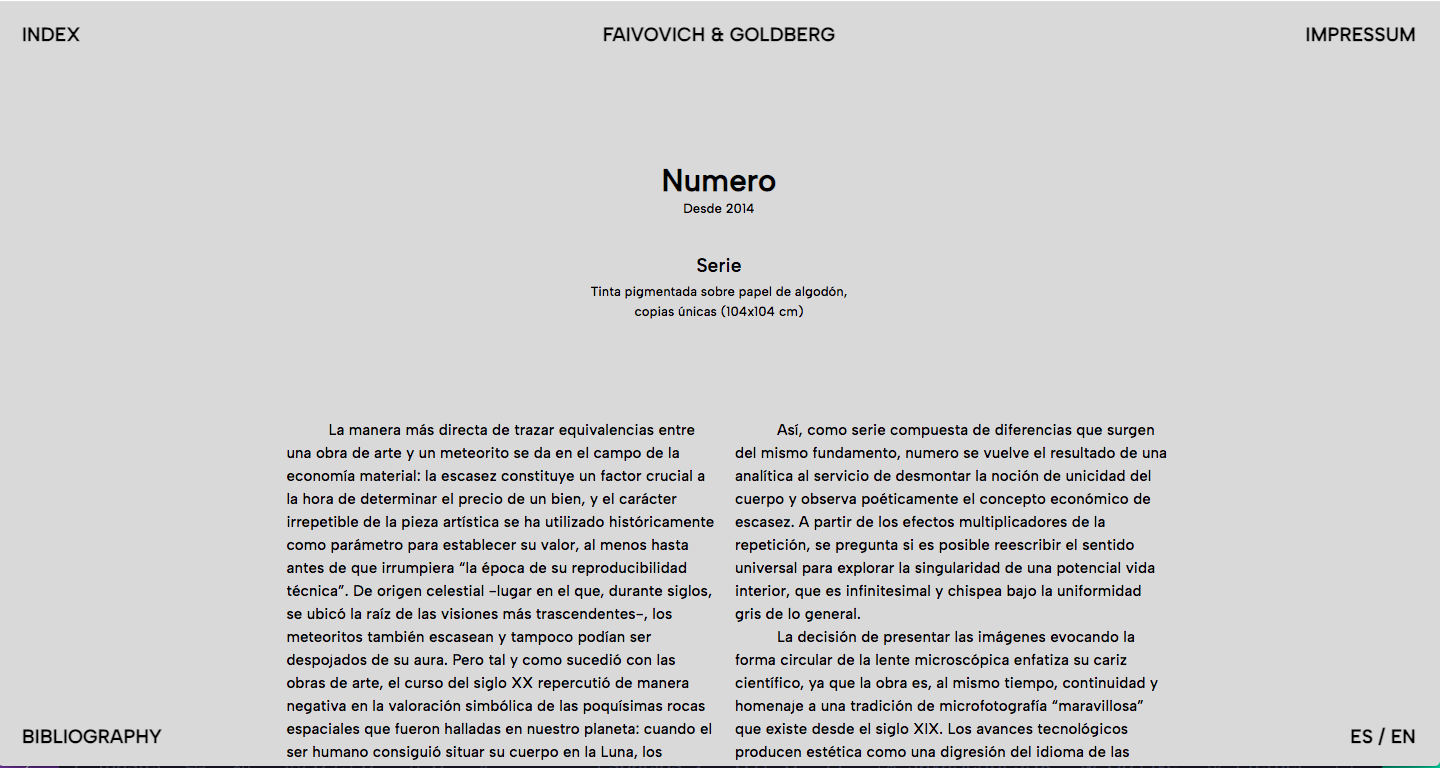 INDEX
FAIVOVICH & GOLDBERG
IMPRESSUM
Numero
Desde 2014
Serie
Tinta pigmentada sobre papel de algodón,
copias únicas (104x104 cm)
La manera más directa de trazar equivalencias entre
una obra de arte y un meteorito se da en el campo de la
economía material: la escasez constituye un factor crucial a
la hora de determinar el precio de un bien, y el carácter
irrepetible de la pieza artística se ha utilizado históricamente
como parámetro para establecer su valor, al menos hasta
antes de que irrumpiera “la época de su reproducibilidad
técnica”. De origen celestial –lugar en el que, durante siglos,
se ubicó la raíz de las visiones más trascendentes–, los
meteoritos también escasean y tampoco podían ser
despojados de su aura. Pero tal y como sucedió con las
obras de arte, el curso del siglo XX repercutió de manera
negativa en la valoración simbólica de las poquísimas rocas
espaciales que fueron halladas en nuestro planeta: cuando el
ser humano consiguió situar su cuerpo en la Luna, los
Así, como serie compuesta de diferencias que surgen
del mismo fundamento, numero se vuelve el resultado de una
analítica al servicio de desmontar la noción de unicidad del
cuerpo y observa poéticamente el concepto económico de
escasez. A partir de los efectos multiplicadores de la
repetición, se pregunta si es posible reescribir el sentido
universal para explorar la singularidad de una potencial vida
interior, que es infinitesimal y chispea bajo la uniformidad
gris de lo general.
La decisión de presentar las imágenes evocando la
forma circular de la lente microscópica enfatiza su cariz
científico, ya que la obra es, al mismo tiempo, continuidad y
homenaje a una tradición de microfotografía “maravillosa”
que existe desde el siglo XIX. Los avances tecnológicos
producen estética como una digresión del idioma de las
BIBLIOGRAPHY
ES / EN